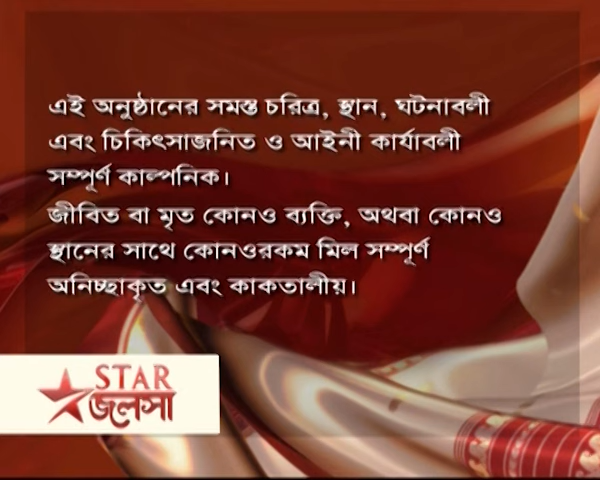 এই অনুষ্ঠানের সমস্ত চরিত্র, স্থান, ঘটনাবলী
এবং চিকিৎসাজনিত ও আইনী কার্যাবলী
সম্পূর্ণ কাল্পনিক।
জীবিত বা মৃত কোনও ব্যক্তি, অথবা কোনও
স্থানের সাথে কোনওরকম মিল সম্পূর্ণ
অনিচ্ছাকৃত এবং কাকতালীয়।
STAR
জলসা